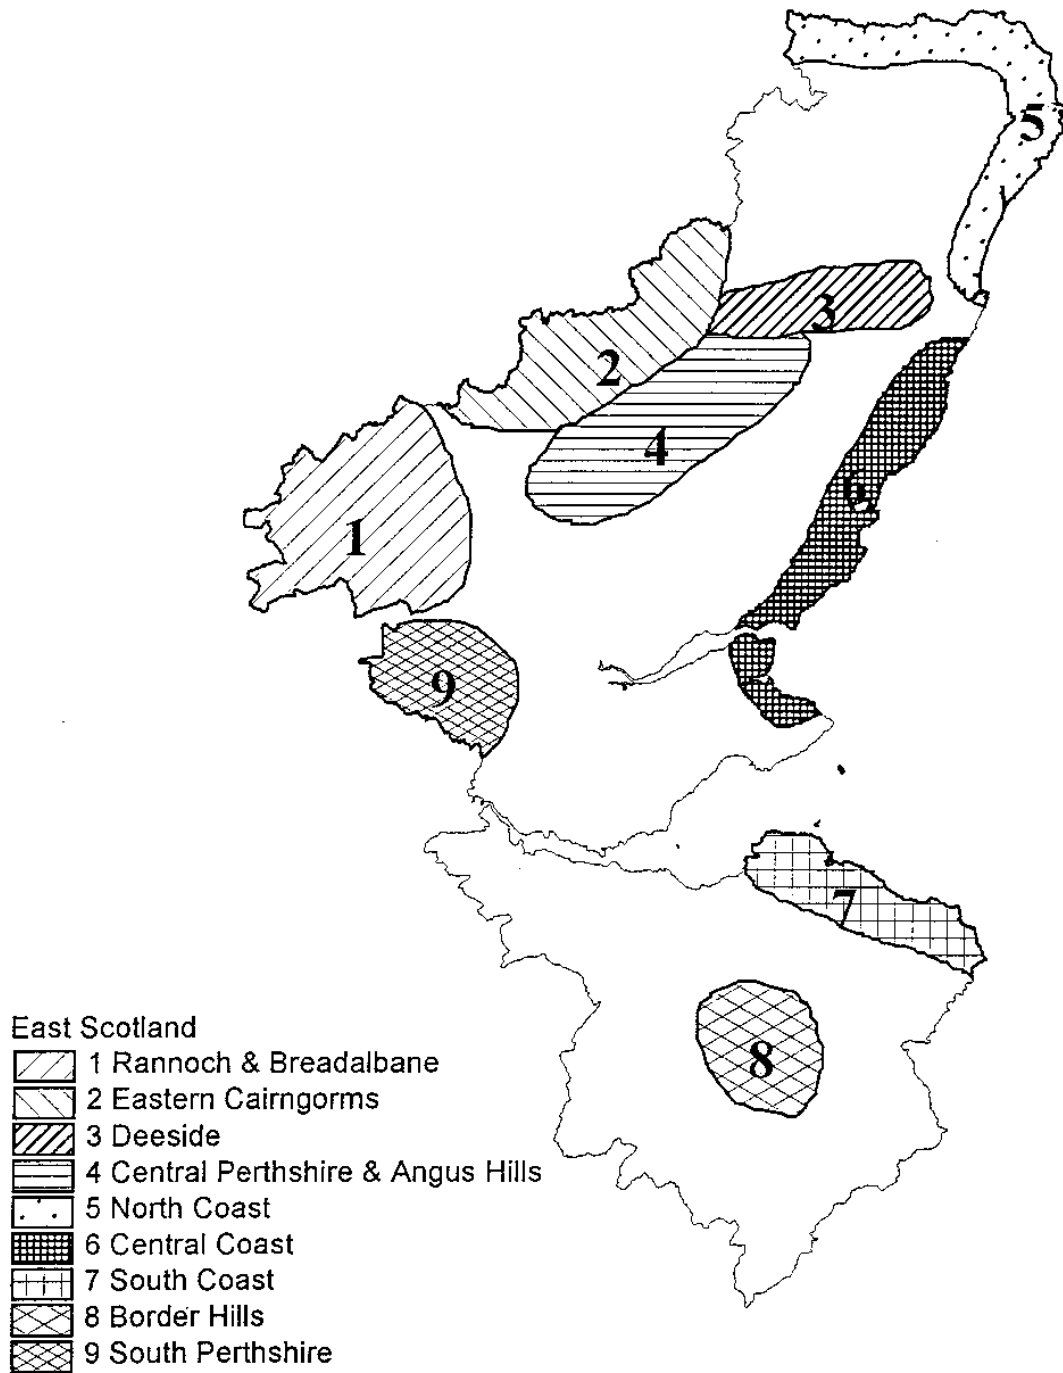 5
3
2
4
6
1
9
7
8
East Scotland
1 Rannoch & Breadalbane
2 Eastern Cairngorms
3 Deeside
4 Central Perthshire & Angus Hills
5 North Coast
6 Central Coast
7 South Coast
8 Border Hills
9 South Perthshire